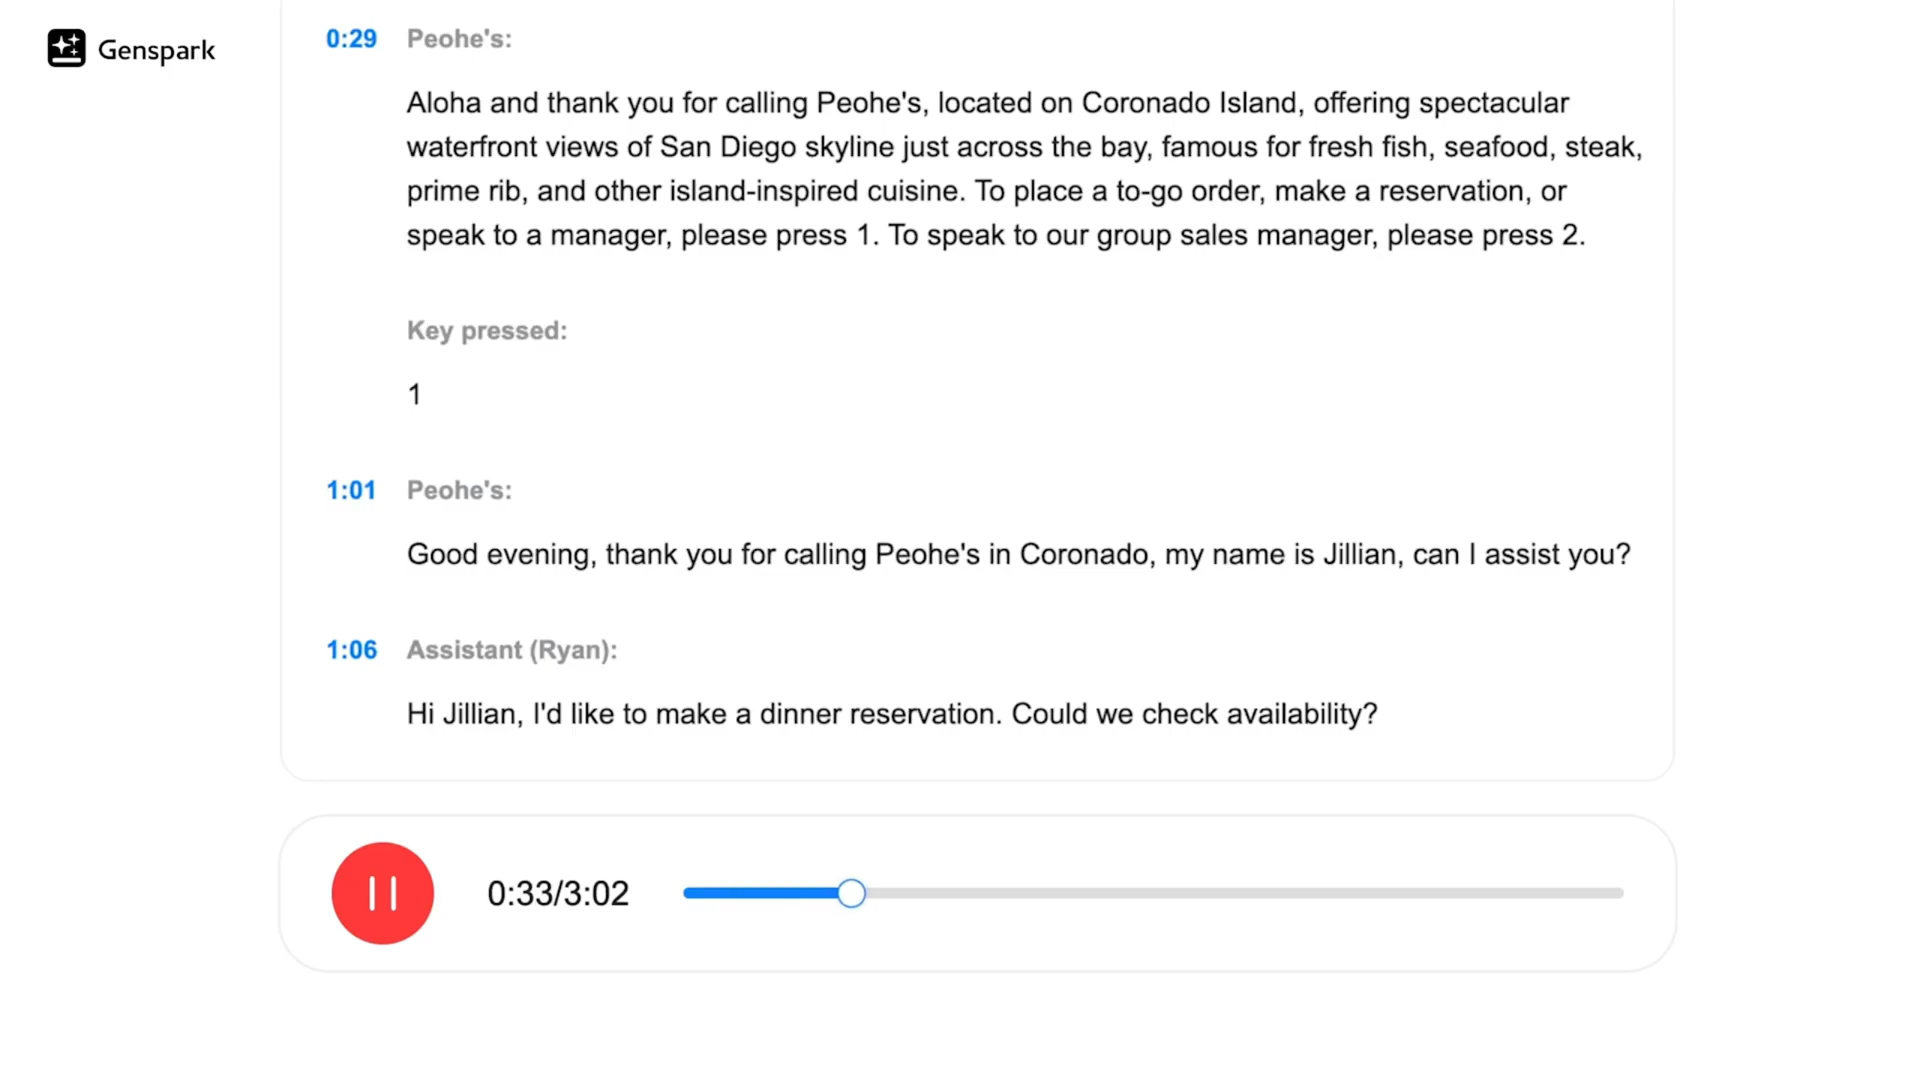 Genspark
0:29 Peohe's:
Aloha and thank you for calling Peohe's, located on Coronado Island, offering spectacular
waterfront views of San Diego skyline just across the bay, famous for fresh fish, seafood, steak,
prime rib, and other island-inspired cuisine. To place a to-go order, make a reservation, or
speak to a manager, please press 1. To speak to our group sales manager, please press 2.
Key pressed:
1
1:01 Peohe's:
Good evening, thank you for calling Peohe's in Coronado, my name is Jillian, can I assist you?
1:06 Assistant (Ryan):
Hi Jillian, I'd like to make a dinner reservation. Could we check availability?
0:33/3:02